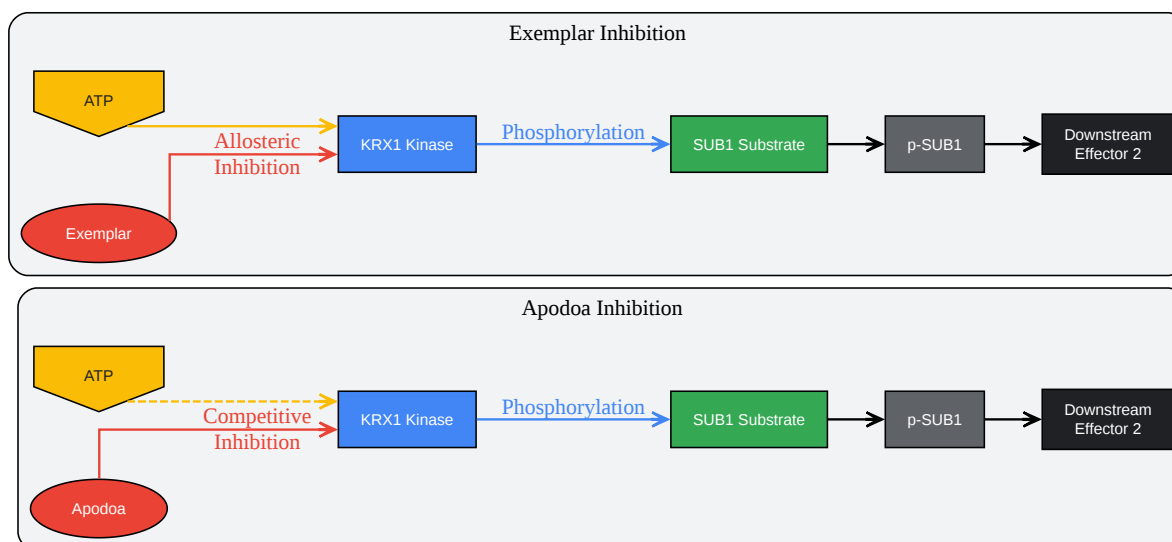 Exemplar Inhibition
ATP
Allosteric
Inhibition
Exemplar
KRX1 Kinase
Phosphorylation
SUB1 Substrate
p-SUB1
Downstream
Effector 2
Apodoa Inhibition
ATP
Competitive
Inhibition
Apodoa
KRX1 Kinase
Phosphorylation
SUB1 Substrate
p-SUB1
Downstream
Effector 2